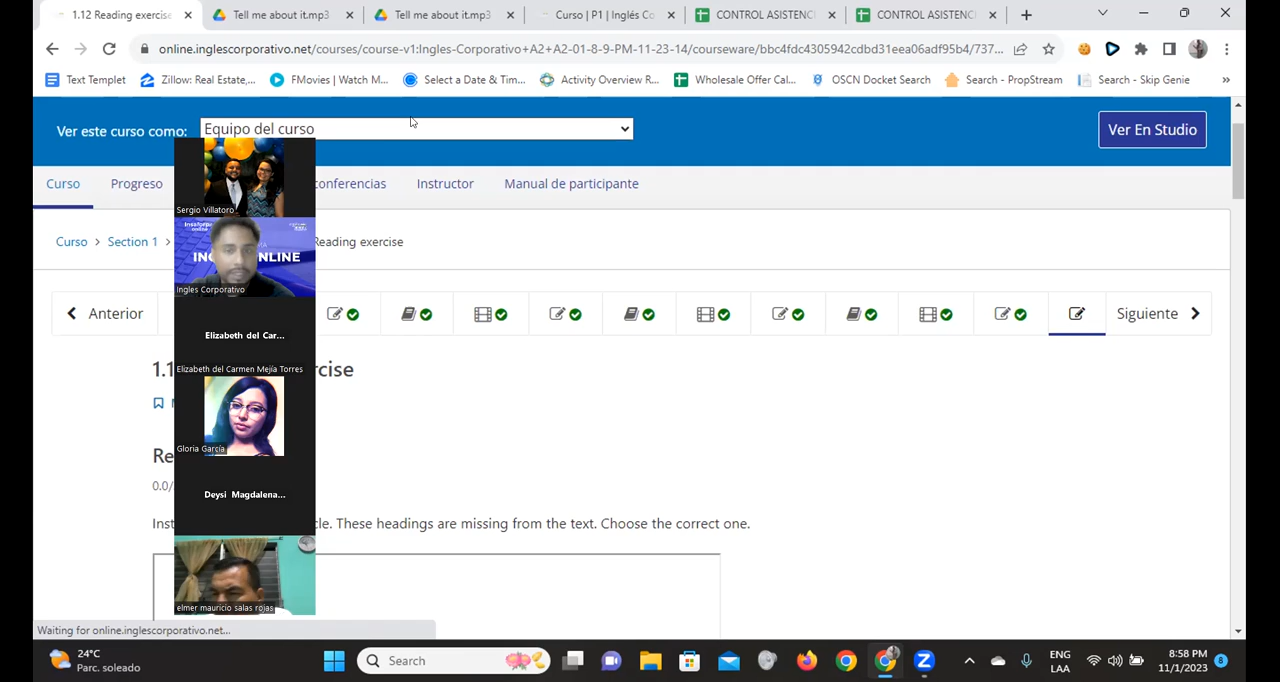 1.12 Reading exercise
Tell me about it.mp3
Tell me about it.mp3
Curso | P1 | Inglés Co
CONTROL ASISTENC
CONTROL ASISTENC
online.inglescorporativo.net/courses/course-v1:Ingles-Corporativo+A2+A2-01-8-9-PM-11-23-14/courseware/bbc4fdc4305942cdbd31eea06adf95b4/737...
Text Templet
Zillow: Real Estate,...
FMovies | Watch M...
Select a Date & Tim...
Activity Overview R...
Wholesale Offer Cal...
OSCN Docket Search
Search - PropStream
Search - Skip Genie
»
Ver este curso como:
Equipo del curso
Ver En Studio
Curso
Progreso
conferencias
Instructor
Manual de participante
Sergio Villatoro
Curso > Section 1 >
Reading exercise
INGLES ONLINE
Ingles Corporativo
Anterior
Siguiente
Elizabeth del Car...
Elizabeth del Carmen Mejía Torres
1.1
cise
Gloria García
Re
0.0/
Deysi Magdalena...
Inst
cle. These headings are missing from the text. Choose the correct one.
elmer mauricio salas rojas
Waiting for online.inglescorporativo.net...
24°C
Parc. soleado
Search
ENG
LAA
8:58 PM
11/1/2023
8